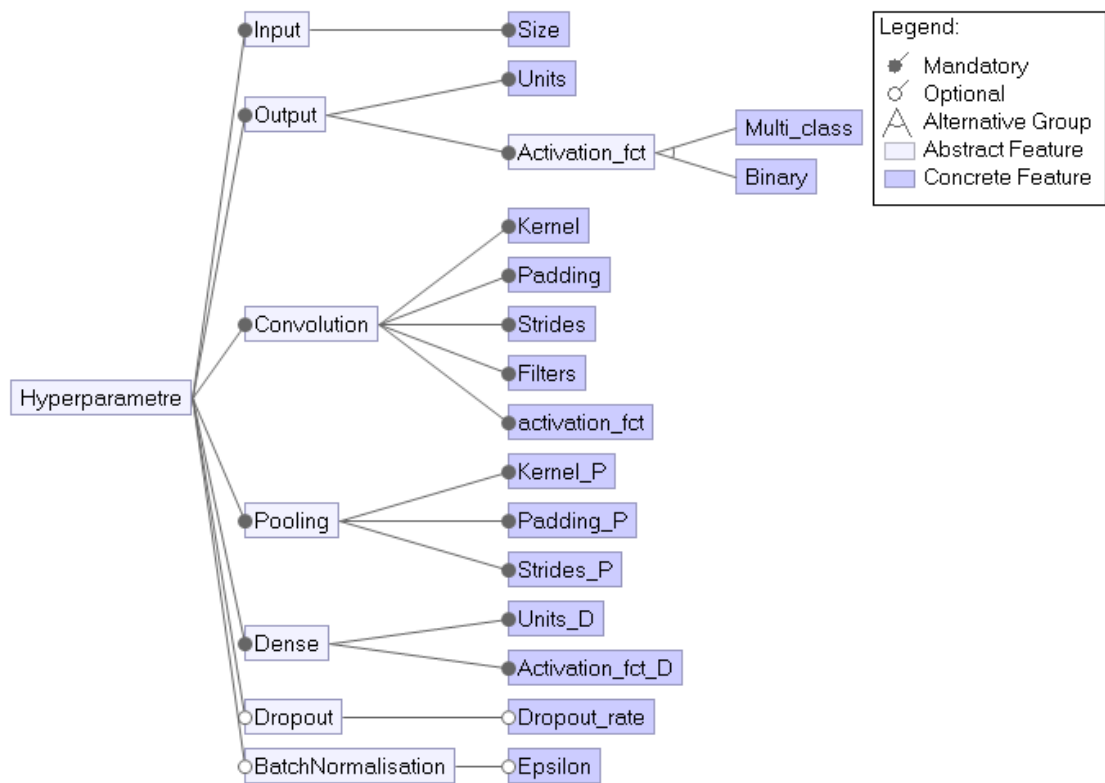 Hyperparametre
Input
Size
Output
Units
Activation_fct
Multi_class
Binary
Convolution
Kernel
Padding
Strides
Filters
activation_fct
Pooling
Kernel_P
Padding_P
Strides_P
Dense
Units_D
Activation_fct_D
Dropout
Dropout_rate
BatchNormalisation
Epsilon
Legend:
Mandatory
Optional
Alternative Group
Abstract Feature
Concrete Feature